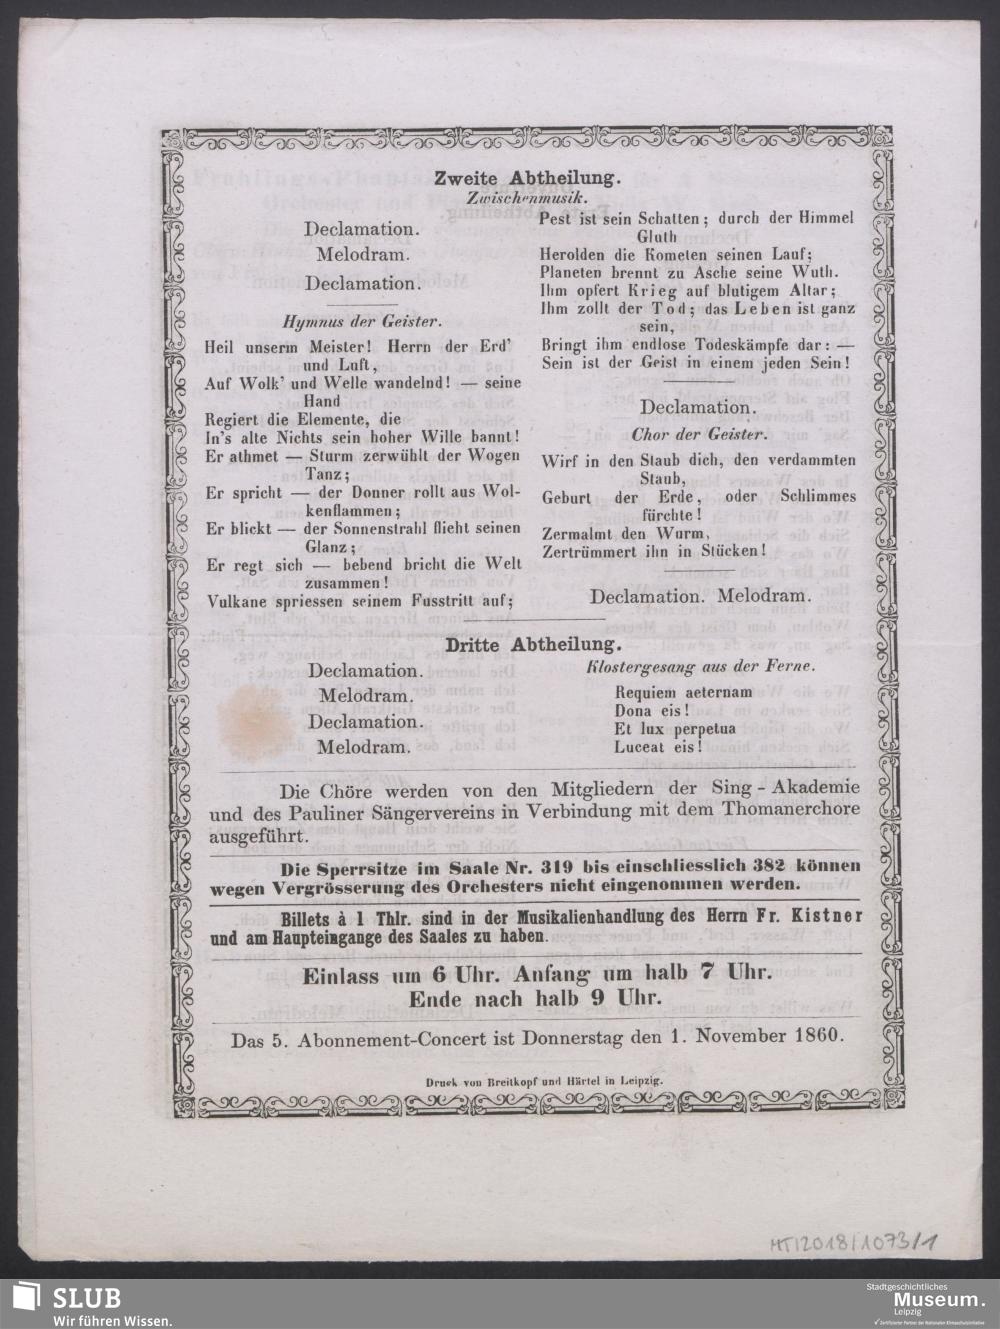 Zweite Abtheilung.
Zwischenmusik.
Declamation.
Melodram.
Declamation.
Hymnus der Geister.
Heil unserm Meister! Herrn der Erd'
und Luft,
Auf Wolk' und Welle wandelnd! — seine
Hand
Regiert die Elemente, die
In's alte Nichts sein hoher Wille bannt!
Er athmet — Sturm zerwühlt der Wogen
Tanz;
Er spricht — der Donner rollt aus Wol-
kenflammen;
Er blickt — der Sonnenstrahl flieht seinen
Glanz;
Er regt sich — bebend bricht die Welt
zusammen!
Vulkane spriessen seinem Fusstritt auf;
Pest ist sein Schatten; durch der Himmel
Gluth
Herolden die Kometen seinen Lauf;
Planeten brennt zu Asche seine Wuth.
Ihm opfert Krieg auf blutigem Altar;
Ihm zollt der Tod; das Leben ist ganz
sein,
Bringt ihm endlose Todeskämpfe dar: —
Sein ist der Geist in einem jeden Sein!
Declamation.
Chor der Geister.
Wirf in den Staub dich, den verdammten
Staub,
Geburt der Erde, oder Schlimmes
fürchte!
Zermalmt den Wurm,
Zertrümmert ihn in Stücken!
Declamation. Melodram.
Dritte Abtheilung.
Declamation.
Melodram.
Declamation.
Melodram.
Klostergesang aus der Ferne.
Requiem aeternam
Dona eis!
Et lux perpetua
Luceat eis!
Die Chöre werden von den Mitgliedern der Sing-Akademie
und des Pauliner Sängervereins in Verbindung mit dem Thomanerchore
ausgeführt.
Die Sperrsitze im Saale Nr. 319 bis einschliesslich 382 können
wegen Vergrösserung des Orchesters nicht eingenommen werden.
Billets à 1 Thlr. sind in der Musikalienhandlung des Herrn Fr. Kistner
und am Haupteingange des Saales zu haben.
Einlass um 6 Uhr. Anfang um halb 7 Uhr.
Ende nach halb 9 Uhr.
Das 5. Abonnement-Concert ist Donnerstag den 1. November 1860.
Druck von Breitkopf und Härtel in Leipzig.
MT/2018/1073/1
SLUB
Wir führen Wissen.
Stadtgeschichtliches
Museum.
Leipzig
✓ Zertifizierter Partner der Nationalen Klimaschutzinitiative